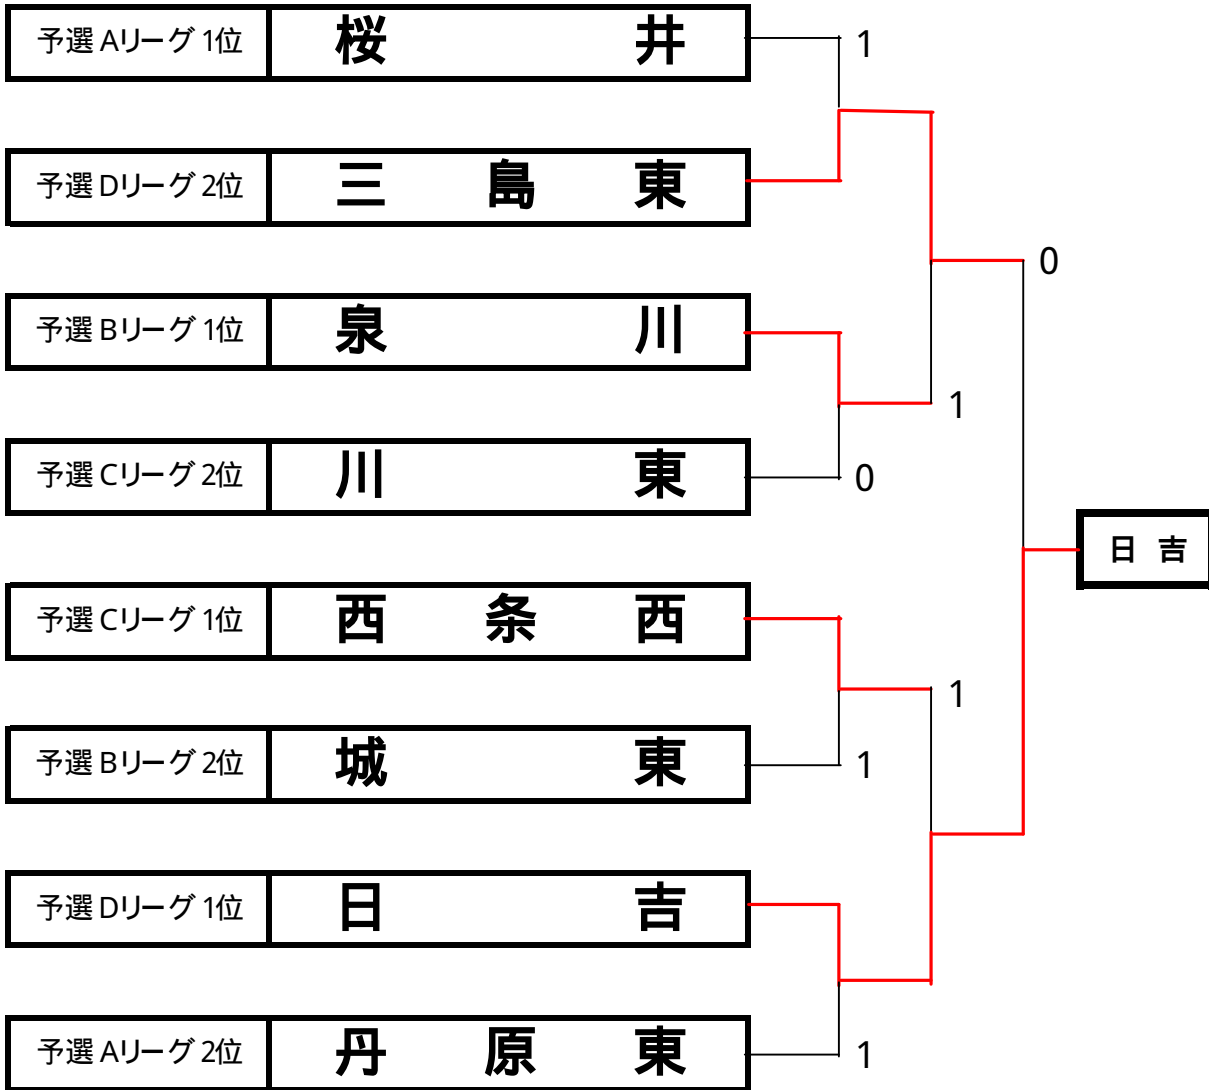 予選Aリーグ1位 桜井 1
予選Dリーグ2位 三島東
0
予選Bリーグ1位 泉川
1
予選Cリーグ2位 川東 0
日吉
予選Cリーグ1位 西条西
1
予選Bリーグ2位 城東 1
予選Dリーグ1位 日吉
予選Aリーグ2位 丹原東 1